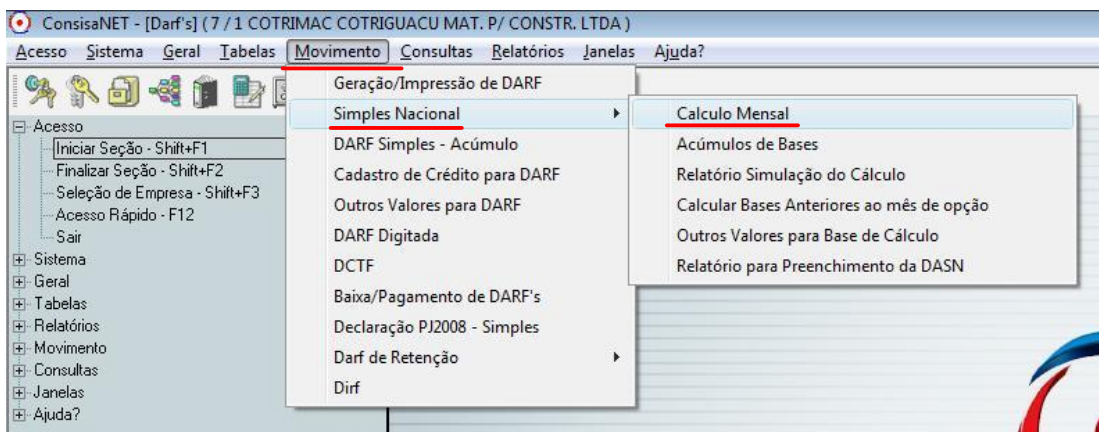 ConsisaNET - [Darf's] ( 7 / 1 COTRIMAC COTRIGUACU MAT. P/ CONSTR. LTDA )
Acesso Sistema Geral Tabelas Movimento Consultas Relatórios Janelas Ajuda?
Acesso
Iniciar Seção - Shift+F1
Finalizar Seção - Shift+F2
Seleção de Empresa - Shift+F3
Acesso Rápido - F12
Sair
Sistema
Geral
Tabelas
Relatórios
Movimento
Consultas
Janelas
Ajuda?
Geração/Impressão de DARF
Simples Nacional
DARF Simples - Acúmulo
Cadastro de Crédito para DARF
Outros Valores para DARF
DARF Digitada
DCTF
Baixa/Pagamento de DARF's
Declaração PJ2008 - Simples
Darf de Retenção
Dirf
Calculo Mensal
Acúmulos de Bases
Relatório Simulação do Cálculo
Calcular Bases Anteriores ao mês de opção
Outros Valores para Base de Cálculo
Relatório para Preenchimento da DASN